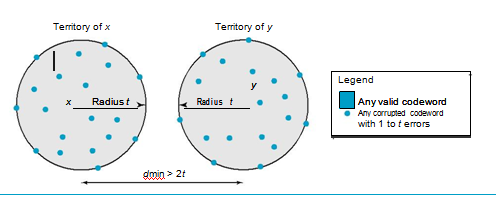 Territory of x
Territory of y
x
Radius t
Radius t
y
dmin > 2t
Legend
Any valid codeword
Any corrupted codeword
with 1 to t errors